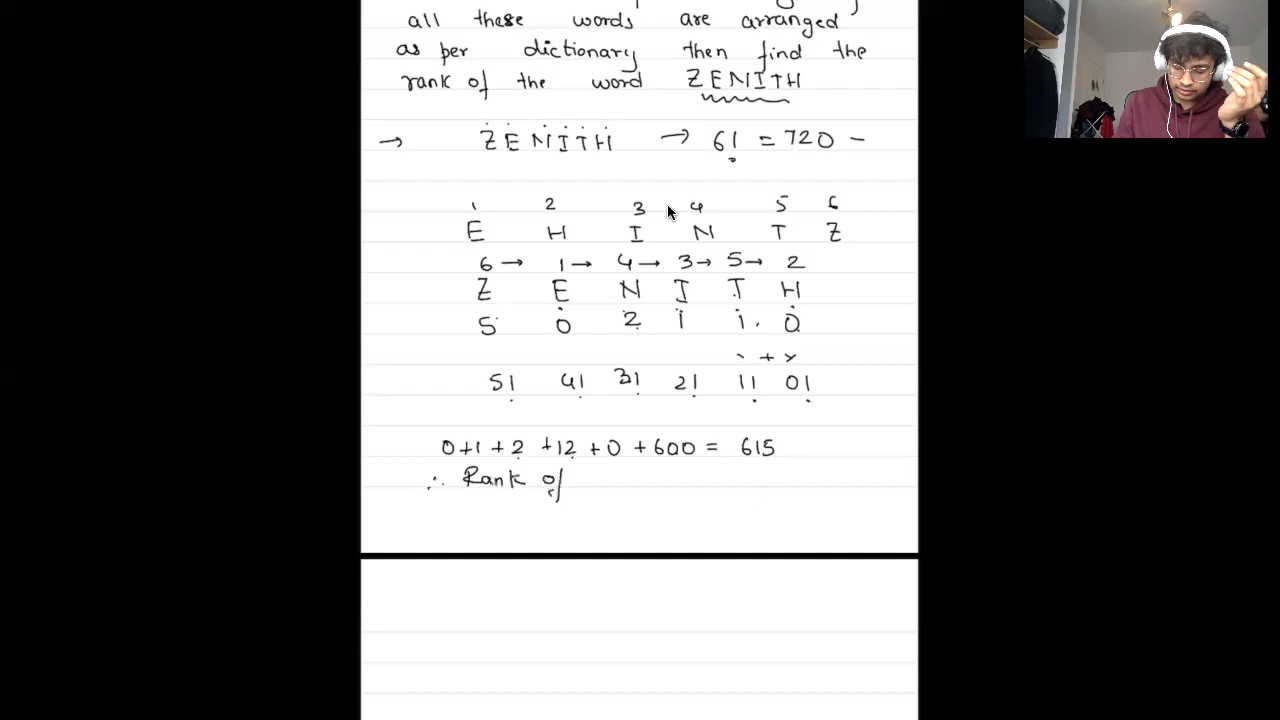 all these words are arranged
as per dictionary then find the
rank of the word ZENITH
→ ZENITH → 6! = 720 -
1 2 3 4 5 6
E H I N T Z
6 → 1 → 4 → 3 → 5 → 2
Z E N I T H
5 0 2 1 1 . 0
5! 4! 3! 2! 1! 0!
0+1 + 2 + 12 + 0 + 600 = 615
∴ Rank of